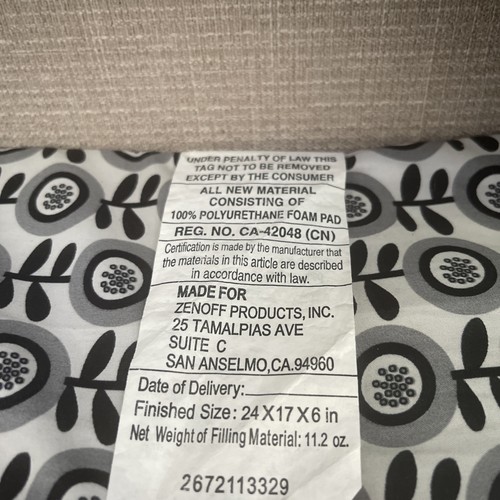 UNDER PENALTY OF LAW THIS
TAG NOT TO BE REMOVED
EXCEPT BY THE CONSUMER
ALL NEW MATERIAL
CONSISTING OF
100% POLYURETHANE FOAM PAD
REG. NO. CA-42048 (CN)
Certification is made by the manufacturer that
the materials in this article are described
in accordance with law.
MADE FOR
ZENOFF PRODUCTS, INC.
25 TAMALPIAS AVE
SUITE C
SAN ANSELMO,CA.94960
Date of Delivery:
Finished Size: 24X17X6 in
Net Weight of Filling Material: 11.2 oz.
2672113329